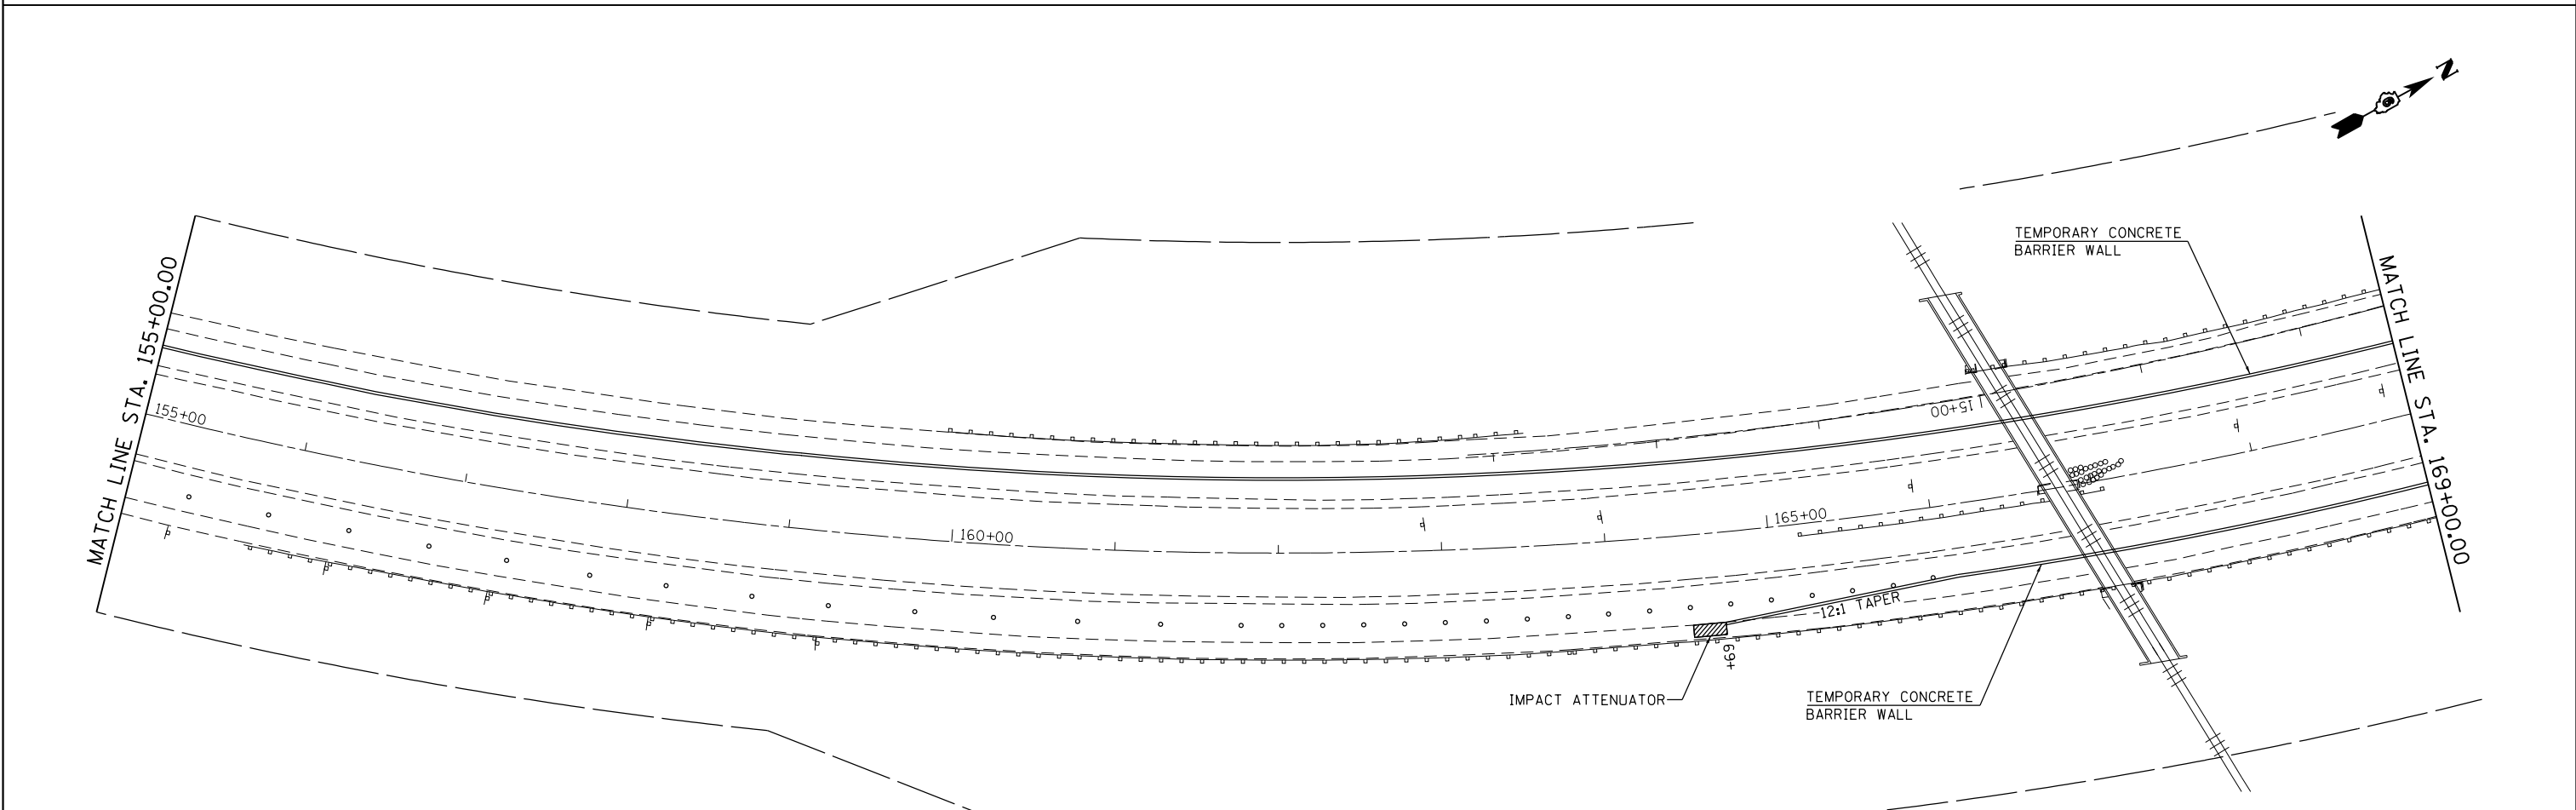 N
TEMPORARY CONCRETE
BARRIER WALL
MATCH LINE STA. 155+00.00
MATCH LINE STA. 169+00.00
155+00
15+00
160+00
165+00
-12:1 TAPER
+69
IMPACT ATTENUATOR
TEMPORARY CONCRETE
BARRIER WALL